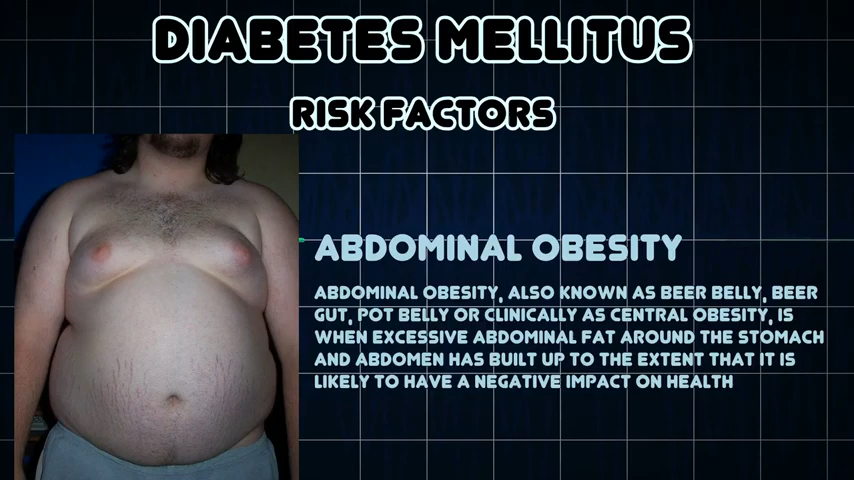 DIABETES MELLITUS
RISK FACTORS
ABDOMINAL OBESITY
ABDOMINAL OBESITY, ALSO KNOWN AS BEER BELLY, BEER
GUT, POT BELLY OR CLINICALLY AS CENTRAL OBESITY, IS
WHEN EXCESSIVE ABDOMINAL FAT AROUND THE STOMACH
AND ABDOMEN HAS BUILT UP TO THE EXTENT THAT IT IS
LIKELY TO HAVE A NEGATIVE IMPACT ON HEALTH